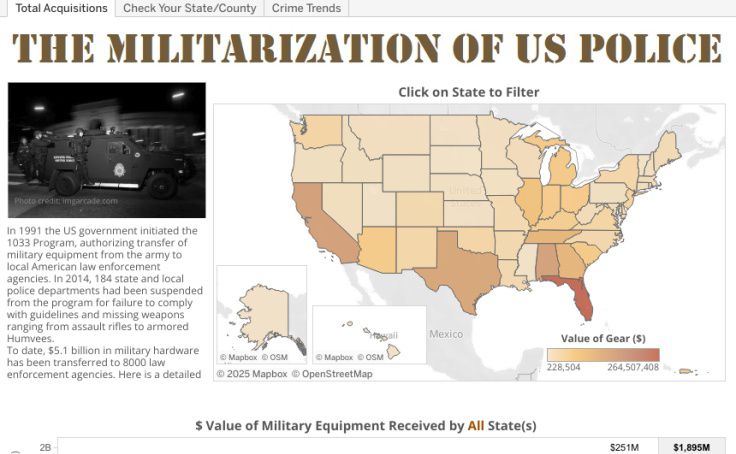 Total Acquisitions
Check Your State/County
Crime Trends
THE MILITARIZATION OF US POLICE
Click on State to Filter
Photo credit: imgarcade.com
In 1991 the US government initiated the
1033 Program, authorizing transfer of
military equipment from the army to
local American law enforcement
agencies. In 2014, 184 state and local
police departments had been suspended
from the program for failure to comply
with guidelines and missing weapons
ranging from assault rifles to armored
Humvees.
To date, $5.1 billion in military hardware
has been transferred to 8000 law
enforcement agencies. Here is a detailed
United
© Mapbox © OSM
Hawaii
© Mapbox © OSM
Mexico
© 2025 Mapbox © OpenStreetMap
Value of Gear ($)
228,504
264,507,408
$ Value of Military Equipment Received by All State(s)
2B
$251M
$1,895M